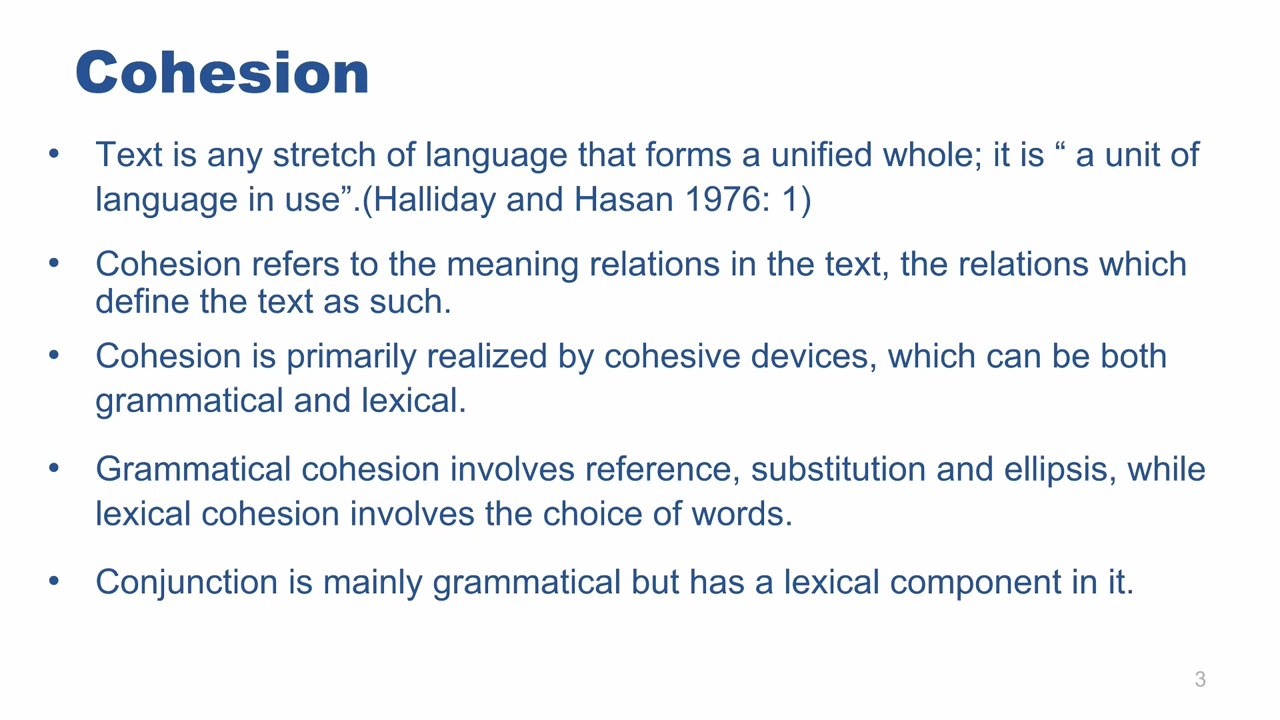 Cohesion
• Text is any stretch of language that forms a unified whole; it is “ a unit of
language in use”.(Halliday and Hasan 1976: 1)
• Cohesion refers to the meaning relations in the text, the relations which
define the text as such.
• Cohesion is primarily realized by cohesive devices, which can be both
grammatical and lexical.
• Grammatical cohesion involves reference, substitution and ellipsis, while
lexical cohesion involves the choice of words.
• Conjunction is mainly grammatical but has a lexical component in it.
3